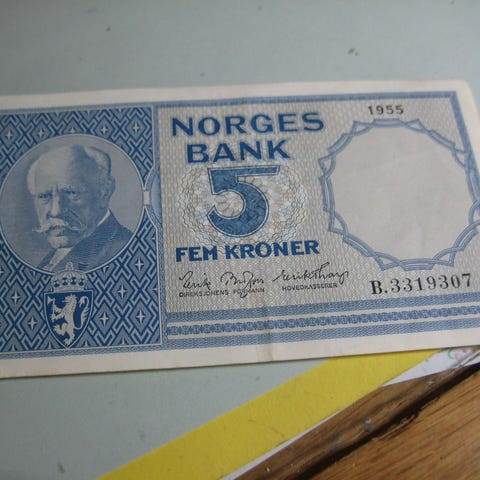 1955
NORGES
BANK
5
FEM KRONER
DIREKSJONENS FORMANN HOVEDKASSERER
B.3319307